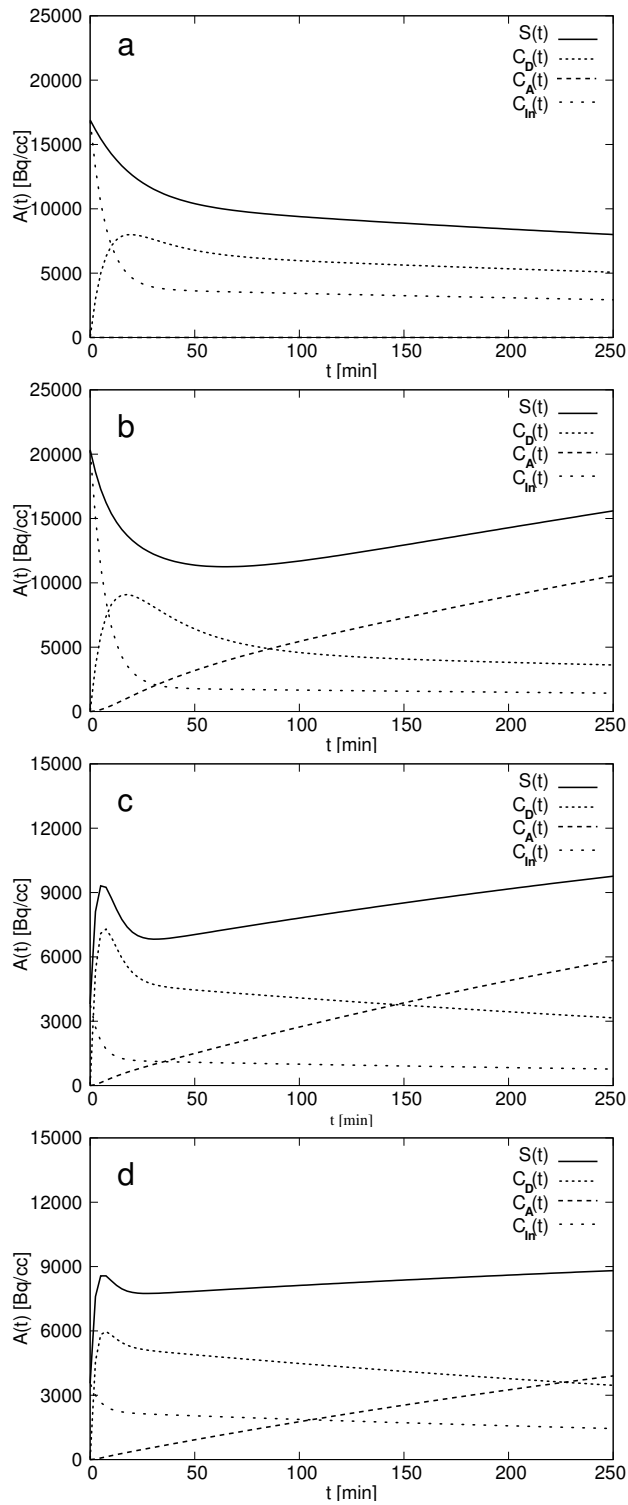 a
S(t)
C_D(t)
C_A(t)
C_In(t)
A(t) [Bq/cc]
25000
20000
15000
10000
5000
0
0 50 100 150 200 250
t [min]
b
S(t)
C_D(t)
C_A(t)
C_In(t)
A(t) [Bq/cc]
25000
20000
15000
10000
5000
0
0 50 100 150 200 250
t [min]
c
S(t)
C_D(t)
C_A(t)
C_In(t)
A(t) [Bq/cc]
15000
12000
9000
6000
3000
0
0 50 100 150 200 250
t [min]
d
S(t)
C_D(t)
C_A(t)
C_In(t)
A(t) [Bq/cc]
15000
12000
9000
6000
3000
0
0 50 100 150 200 250
t [min]